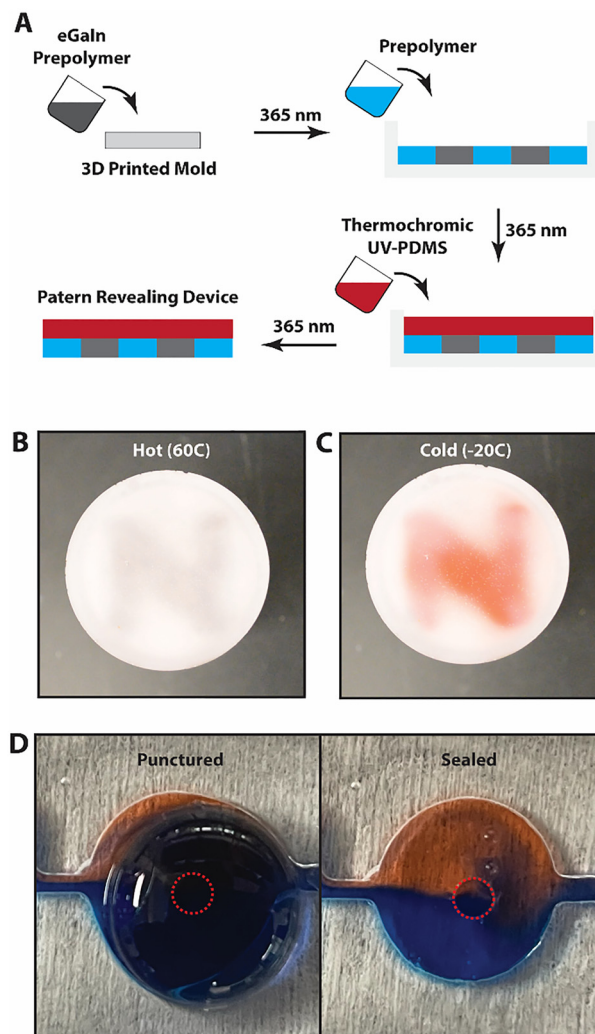 A
eGaIn
Prepolymer
3D Printed Mold
365 nm
Prepolymer
365 nm
Thermochromic
UV-PDMS
365 nm
Patern Revealing Device
B
Hot (60C)
N
C
Cold (-20C)
N
D
Punctured
Sealed